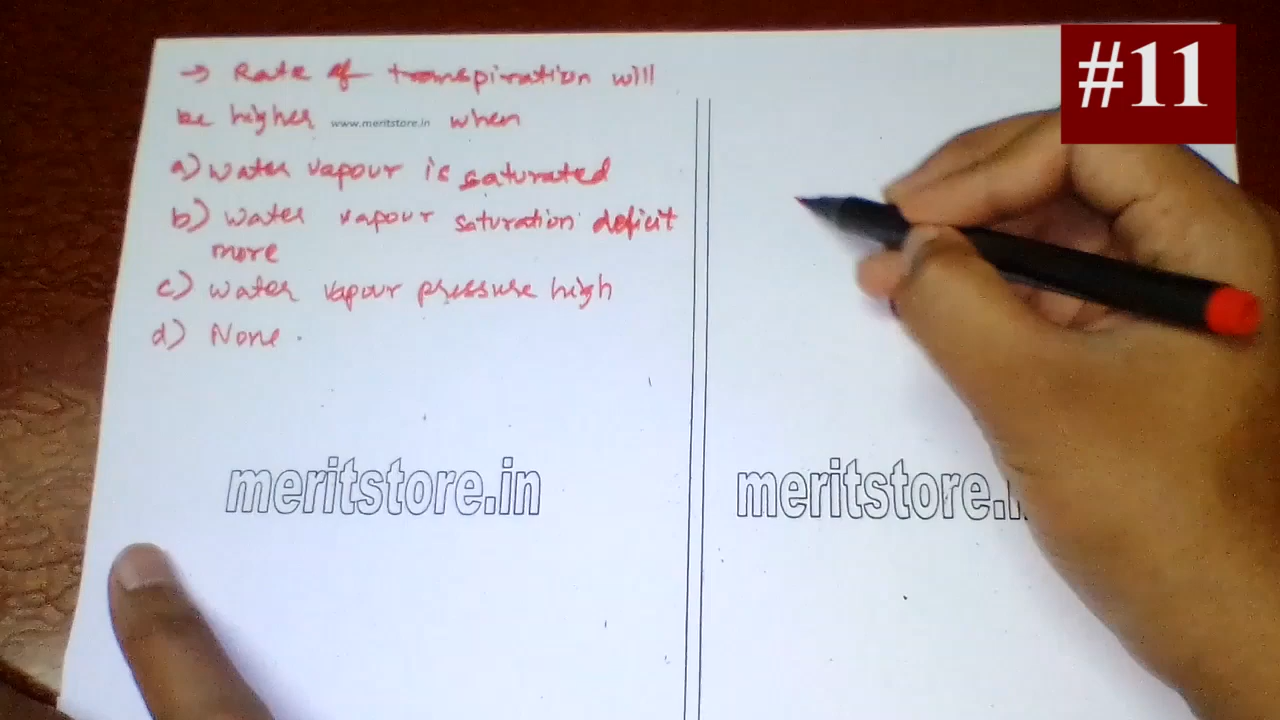 #11
→ Rate of transpiration will
be higher www.meritstore.in when
a) water vapour is saturated
b) water vapour saturation deficit
more
c) water vapour pressure high
d) None.
meritstore.in
meritstore.i